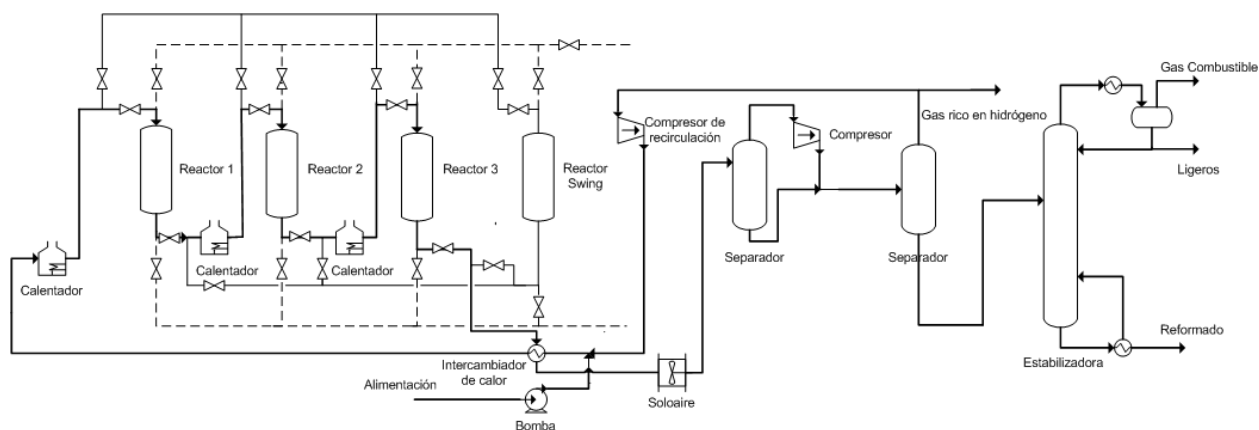 Gas Combustible
Gas rico en hidrógeno
Compresor de
recirculación
Compresor
Reactor 1
Reactor 2
Reactor 3
Reactor
Swing
Ligeros
Calentador
Calentador
Calentador
Separador
Separador
Reformado
Estabilizadora
Intercambiador
de calor
Alimentación
Soloaire
Bomba